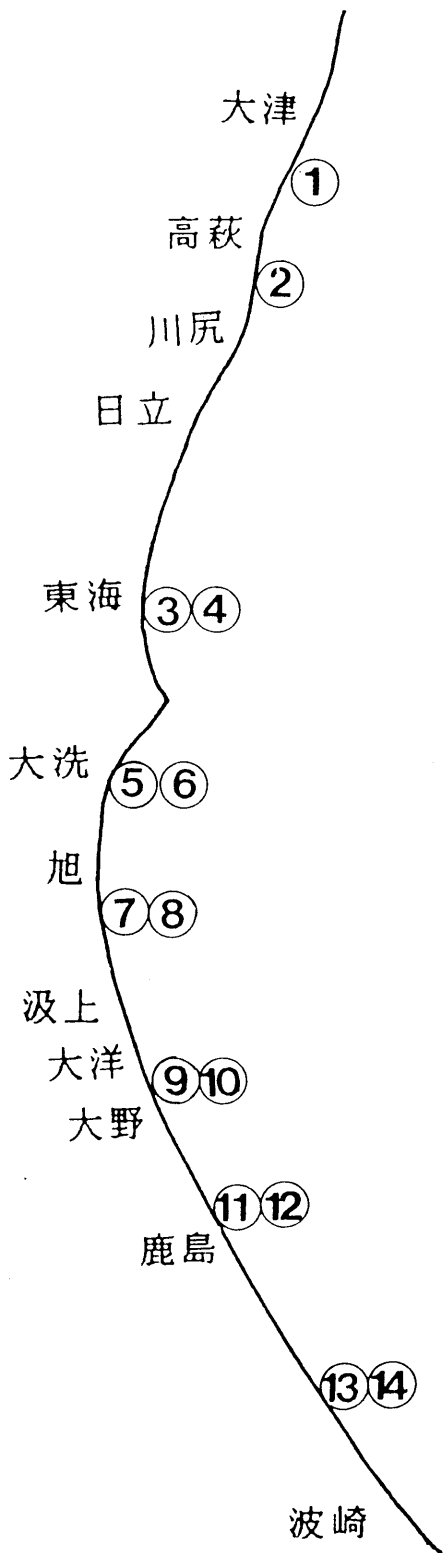 大津
①
高萩
②
川尻
日立
東海 ③④
大洗 ⑤⑥
旭
⑦⑧
汲上
大洋 ⑨⑩
大野
⑪⑫
鹿島
⑬⑭
波崎